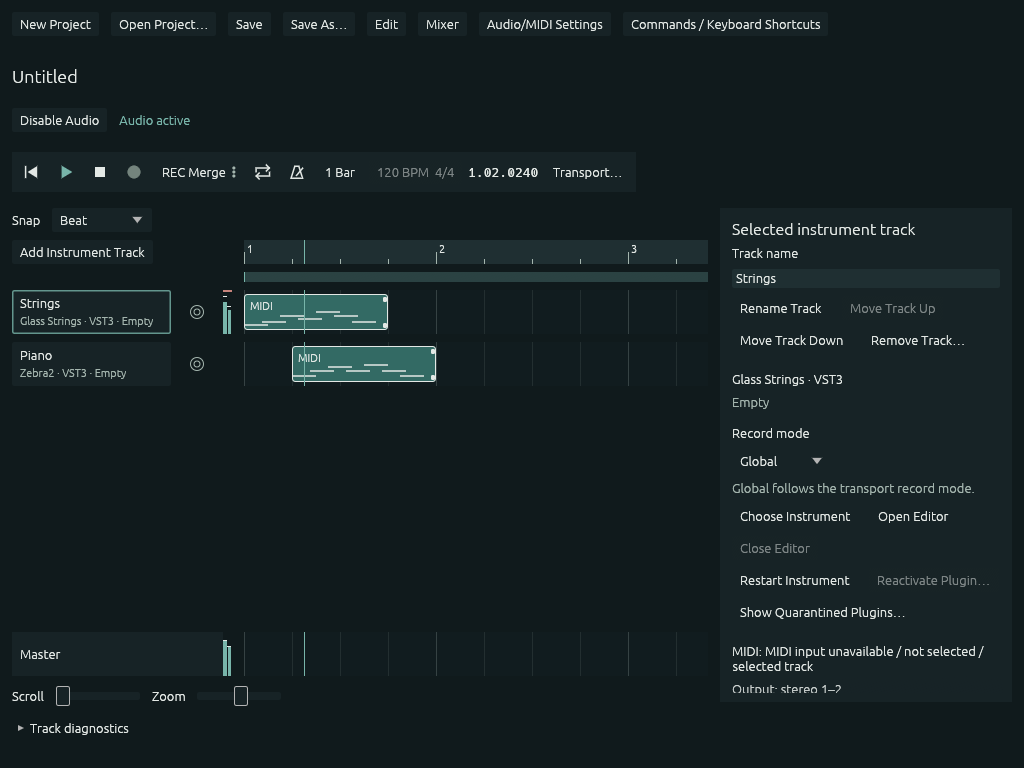 New Project Open Project... Save Save As... Edit Mixer Audio/MIDI Settings Commands / Keyboard Shortcuts
Untitled
Disable Audio Audio active
REC Merge 1 Bar 120 BPM 4/4 1.02.0240 Transport...
Snap Beat
Add Instrument Track
1 2 3
Strings
Glass Strings · VST3 · Empty
MIDI
Piano
Zebra2 · VST3 · Empty
MIDI
Master
Scroll Zoom
Track diagnostics
Selected instrument track
Track name
Strings
Rename Track Move Track Up
Move Track Down Remove Track...
Glass Strings · VST3
Empty
Record mode
Global
Global follows the transport record mode.
Choose Instrument Open Editor
Close Editor
Restart Instrument Reactivate Plugin...
Show Quarantined Plugins...
MIDI: MIDI input unavailable / not selected /
selected track
Output: stereo 1–2